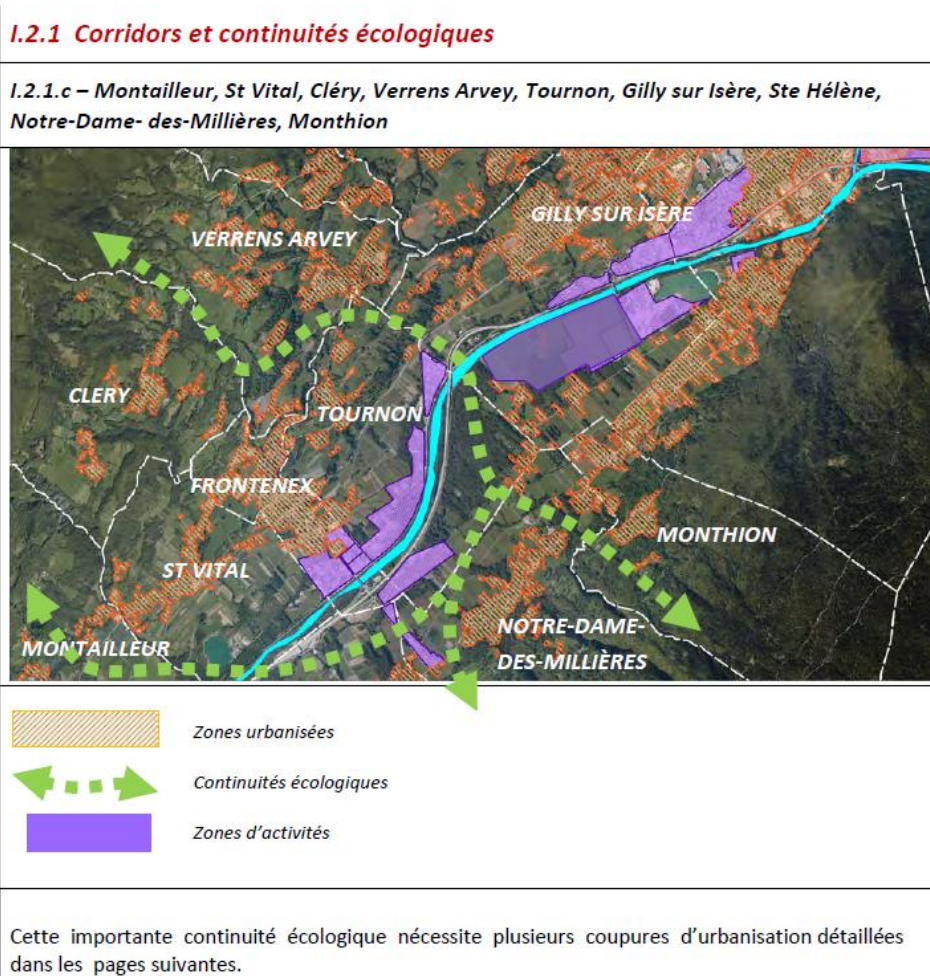 I.2.1 Corridors et continuités écologiques
I.2.1.c – Montailleur, St Vital, Cléry, Verrens Arvey, Tournon, Gilly sur Isère, Ste Hélène,
Notre-Dame- des-Millières, Monthion
GILLY SUR ISÈRE
VERRENS ARVEY
CLERY
TOURNON
FRONTENEX
MONTHION
ST VITAL
NOTRE-DAME-
DES-MILLIÈRES
MONTAILLEUR
Zones urbanisées
Continuités écologiques
Zones d’activités
Cette importante continuité écologique nécessite plusieurs coupures d’urbanisation détaillées
dans les pages suivantes.